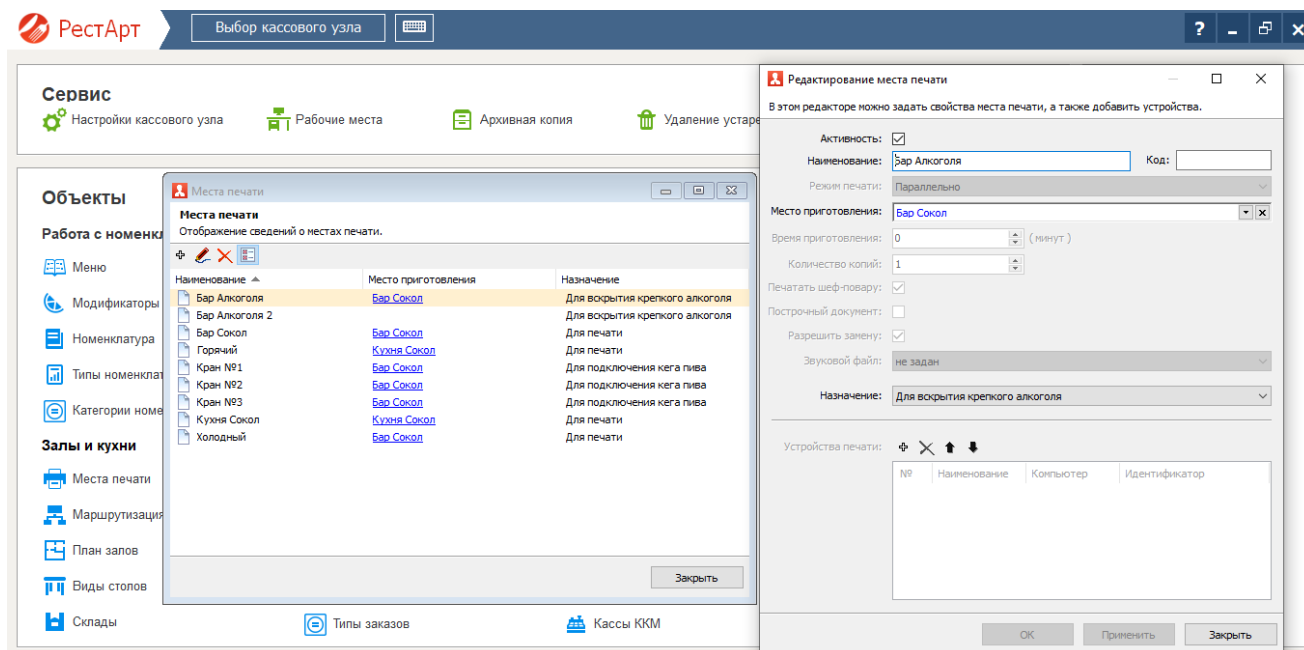 РестАрт
Выбор кассового узла
?
Сервис
Настройки кассового узла
Рабочие места
Архивная копия
Удаление устаре
Объекты
Работа с номенкл
Меню
Модификаторы
Номенклатура
Типы номенклат
Категории номе
Залы и кухни
Места печати
Маршрутизация
План залов
Виды столов
Склады
Типы заказов
Кассы ККМ
Места печати
Места печати
Отображение сведений о местах печати.
Наименование Место приготовления Назначение
Бар Алкоголя Бар Сокол Для вскрытия крепкого алкоголя
Бар Алкоголя 2 Для вскрытия крепкого алкоголя
Бар Сокол Бар Сокол Для печати
Горячий Кухня Сокол Для печати
Кран №1 Бар Сокол Для подключения кега пива
Кран №2 Бар Сокол Для подключения кега пива
Кран №3 Бар Сокол Для подключения кега пива
Кухня Сокол Кухня Сокол Для печати
Холодный Бар Сокол Для печати
Закрыть
Редактирование места печати
В этом редакторе можно задать свойства места печати, а также добавить устройства.
Активность:
Наименование: Бар Алкоголя Код:
Режим печати: Параллельно
Место приготовления: Бар Сокол
Время приготовления: 0 ( минут )
Количество копий: 1
Печатать шеф-повару:
Построчный документ:
Разрешить замену:
Звуковой файл: не задан
Назначение: Для вскрытия крепкого алкоголя
Устройства печати:
№ Наименование Компьютер Идентификатор
ОК Применить Закрыть